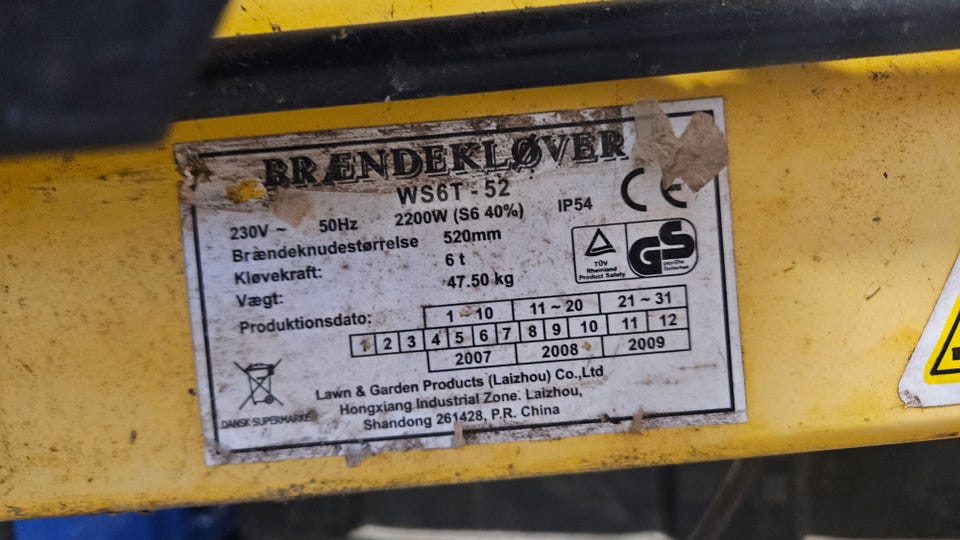 BRÆNDEKLØVER
WS6T - 52
230V ~ 50Hz 2200W (S6 40%) IP54
CE
Brændeknudestørrelse 520mm
Kløvekraft: 6 t
Vægt: 47.50 kg
TÜV
Rheinland
Product Safety
GS
geprüfte
Sicherheit
Produktionsdato: 1 ~ 10 11 ~ 20 21 ~ 31
1 2 3 4 5 6 7 8 9 10 11 12
2007 2008 2009
Lawn & Garden Products (Laizhou) Co.,Ltd
Hongxiang Industrial Zone. Laizhou,
Shandong 261428, P.R. China
DANSK SUPERMARKED